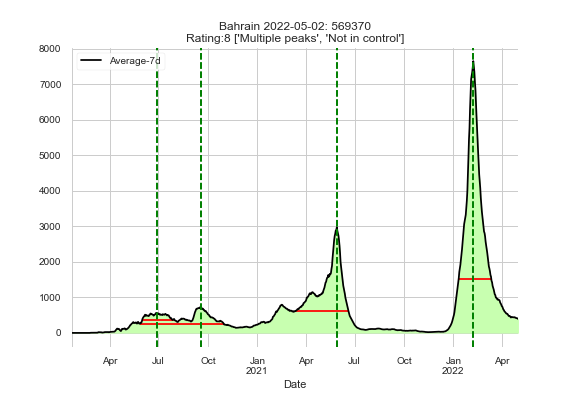 Bahrain 2022-05-02: 569370
Rating:8 ['Multiple peaks', 'Not in control']
Average-7d
8000
7000
6000
5000
4000
3000
2000
1000
0
Apr Jul Oct Jan Apr Jul Oct Jan Apr
2021 2022
Date